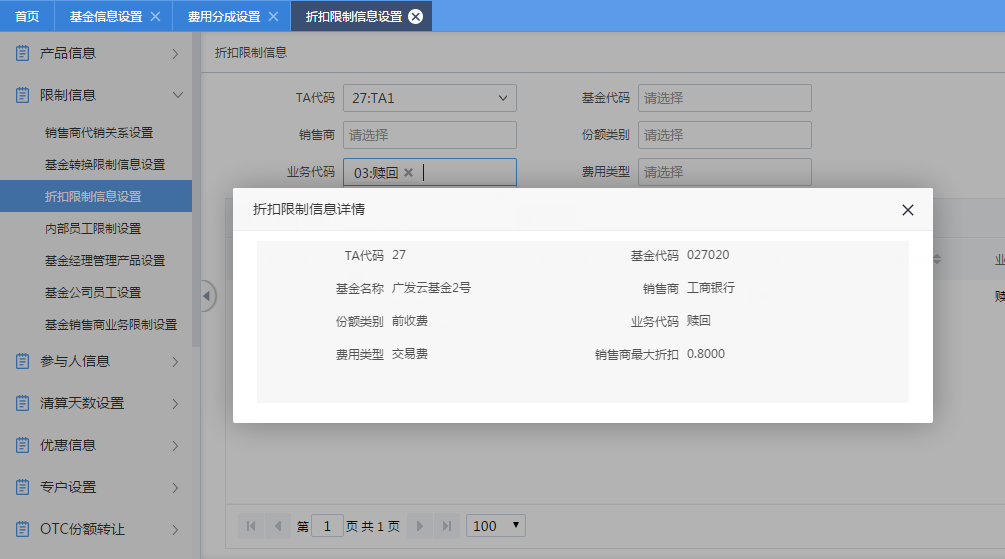 首页 基金信息设置 费用分成设置 折扣限制信息设置
产品信息
限制信息
销售商代销关系设置
基金转换限制信息设置
折扣限制信息设置
内部员工限制设置
基金经理管理产品设置
基金公司员工设置
基金销售商业务限制设置
参与人信息
清算天数设置
优惠信息
专户设置
OTC份额转让
折扣限制信息
TA代码 27:TA1 基金代码 请选择
销售商 请选择 份额类别 请选择
业务代码 03:赎回 费用类型 请选择
折扣限制信息详情
TA代码 27 基金代码 027020
基金名称 广发云基金2号 销售商 工商银行
份额类别 前收费 业务代码 赎回
费用类型 交易费 销售商最大折扣 0.8000
第 1 页 共 1 页 100